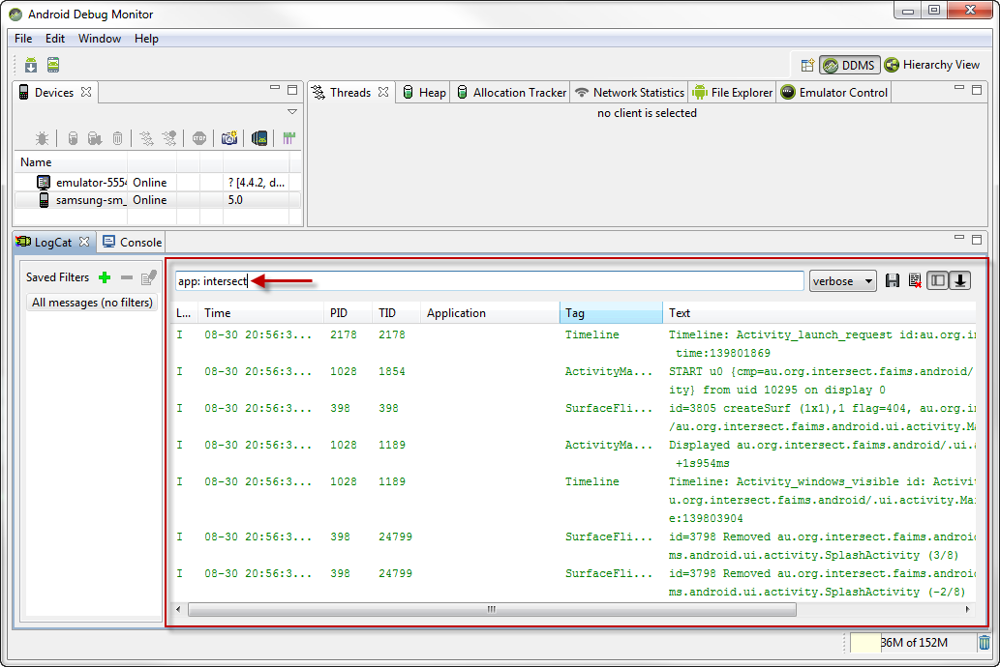 Android Debug Monitor
File Edit Window Help
DDMS Hierarchy View
Devices
Threads Heap Allocation Tracker Network Statistics File Explorer Emulator Control
no client is selected
Name
emulator-5554 Online ? [4.4.2, d...
samsung-sm_ Online 5.0
LogCat Console
Saved Filters
All messages (no filters)
app: intersect verbose
L... Time PID TID Application Tag Text
I 08-30 20:56:3... 2178 2178 Timeline Timeline: Activity_launch_request id:au.org.in
time:139801869
I 08-30 20:56:3... 1028 1854 ActivityMa... START u0 {cmp=au.org.intersect.faims.android/
ity} from uid 10295 on display 0
I 08-30 20:56:3... 398 398 SurfaceFli... id=3805 createSurf (1x1),1 flag=404, au.org.in
/au.org.intersect.faims.android.ui.activity.Ma
I 08-30 20:56:3... 1028 1189 ActivityMa... Displayed au.org.intersect.faims.android/.ui.a
+1s954ms
I 08-30 20:56:3... 1028 1189 Timeline Timeline: Activity_windows_visible id: Activi
u.org.intersect.faims.android/.ui.activity.Ma
e:139803904
I 08-30 20:56:3... 398 24799 SurfaceFli... id=3798 Removed au.org.intersect.faims.androi
ms.android.ui.activity.SplashActivity (3/8)
I 08-30 20:56:3... 398 24799 SurfaceFli... id=3798 Removed au.org.intersect.faims.androi
ms.android.ui.activity.SplashActivity (-2/8)
36M of 152M